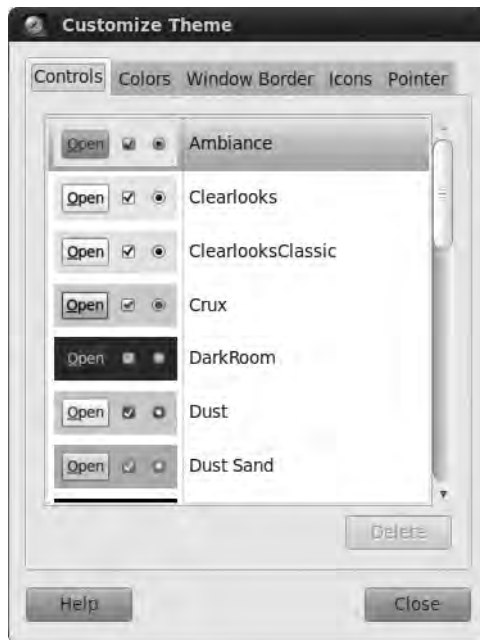 Customize Theme
Controls Colors Window Border Icons Pointer
Open Ambiance
Open Clearlooks
Open ClearlooksClassic
Open Crux
Open DarkRoom
Open Dust
Open Dust Sand
Delete
Help Close